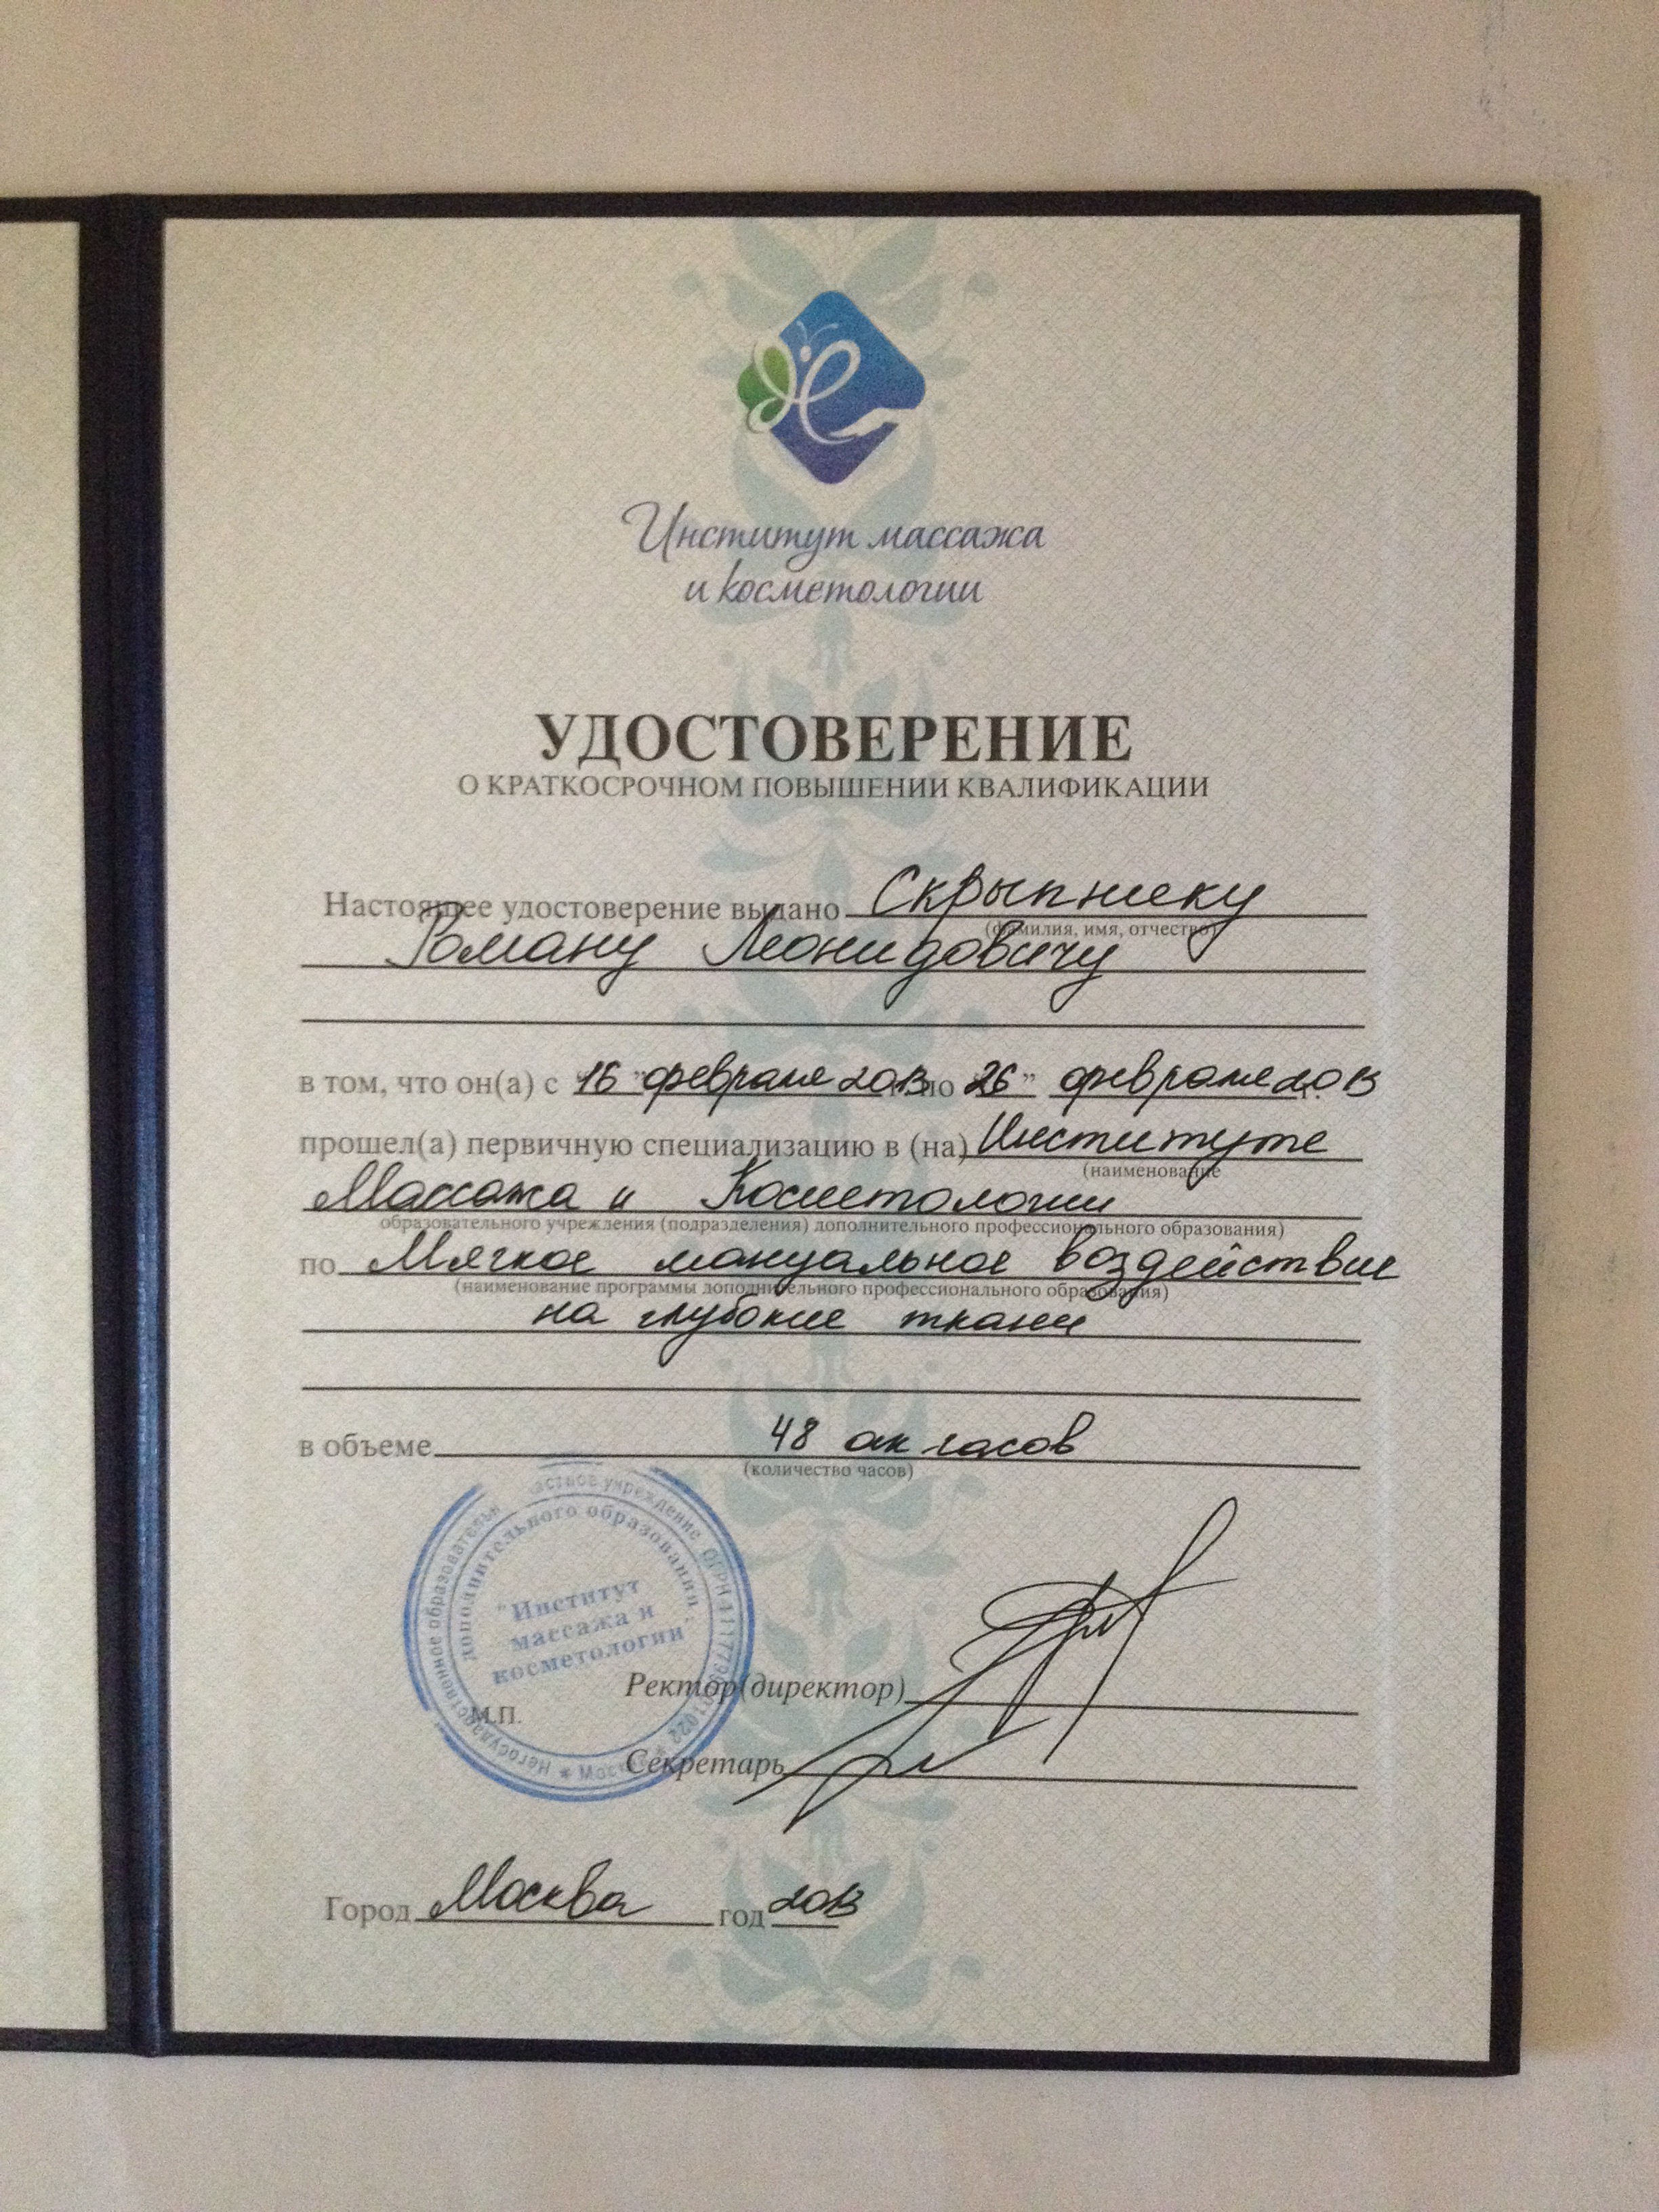 Институт массажа
и косметологии
УДОСТОВЕРЕНИЕ
О КРАТКОСРОЧНОМ ПОВЫШЕНИИ КВАЛИФИКАЦИИ
Настоящее удостоверение выдано Скрыпнику
(фамилия, имя, отчество)
Роману Леонидовичу
в том, что он(а) с 16 " февраля 2013 по 26 " февраля 2013 г.
прошел(а) первичную специализацию в (на) Институте
(наименование
Массажа и Косметологии
образовательного учреждения (подразделения) дополнительного профессионального образования)
по Мягкое мануальное воздействие
(наименование программы дополнительного профессионального образования)
на глубокие ткани
в объеме 48 ак часов
(количество часов)
дополнительного образования
"Институт
массажа и
косметологии"
Ректор(директор)
М.П.
Секретарь
Город Москва год 2013